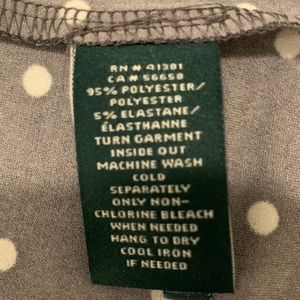 RN # 41381
CA # 56658
95% POLYESTER/
POLYESTER
5% ELASTANE/
ÉLASTHANNE
TURN GARMENT
INSIDE OUT
MACHINE WASH
COLD
SEPARATELY
ONLY NON-
CHLORINE BLEACH
WHEN NEEDED
HANG TO DRY
COOL IRON
IF NEEDED